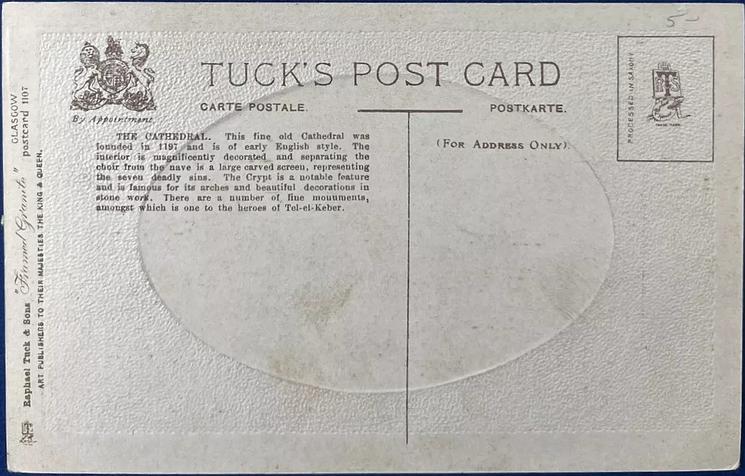 5-
TUCK'S POST CARD
By Appointment.
CARTE POSTALE.
POSTKARTE.
(FOR ADDRESS ONLY).
THE CATHEDRAL. This fine old Cathedral was
founded in 1197 and is of early English style. The
interior is magnificently decorated and separating the
choir from the nave is a large carved screen, representing
the seven deadly sins. The Crypt is a notable feature
and is famous for its arches and beautiful decorations in
stone work. There are a number of fine monuments,
amongst which is one to the heroes of Tel-el-Keber.
PROCESSED IN SAXONY
TRADE MARK
Raphael Tuck & Sons "Framed Granite" GLASGOW
postcard 1107
ART PUBLISHERS TO THEIR MAJESTIES THE KING & QUEEN.